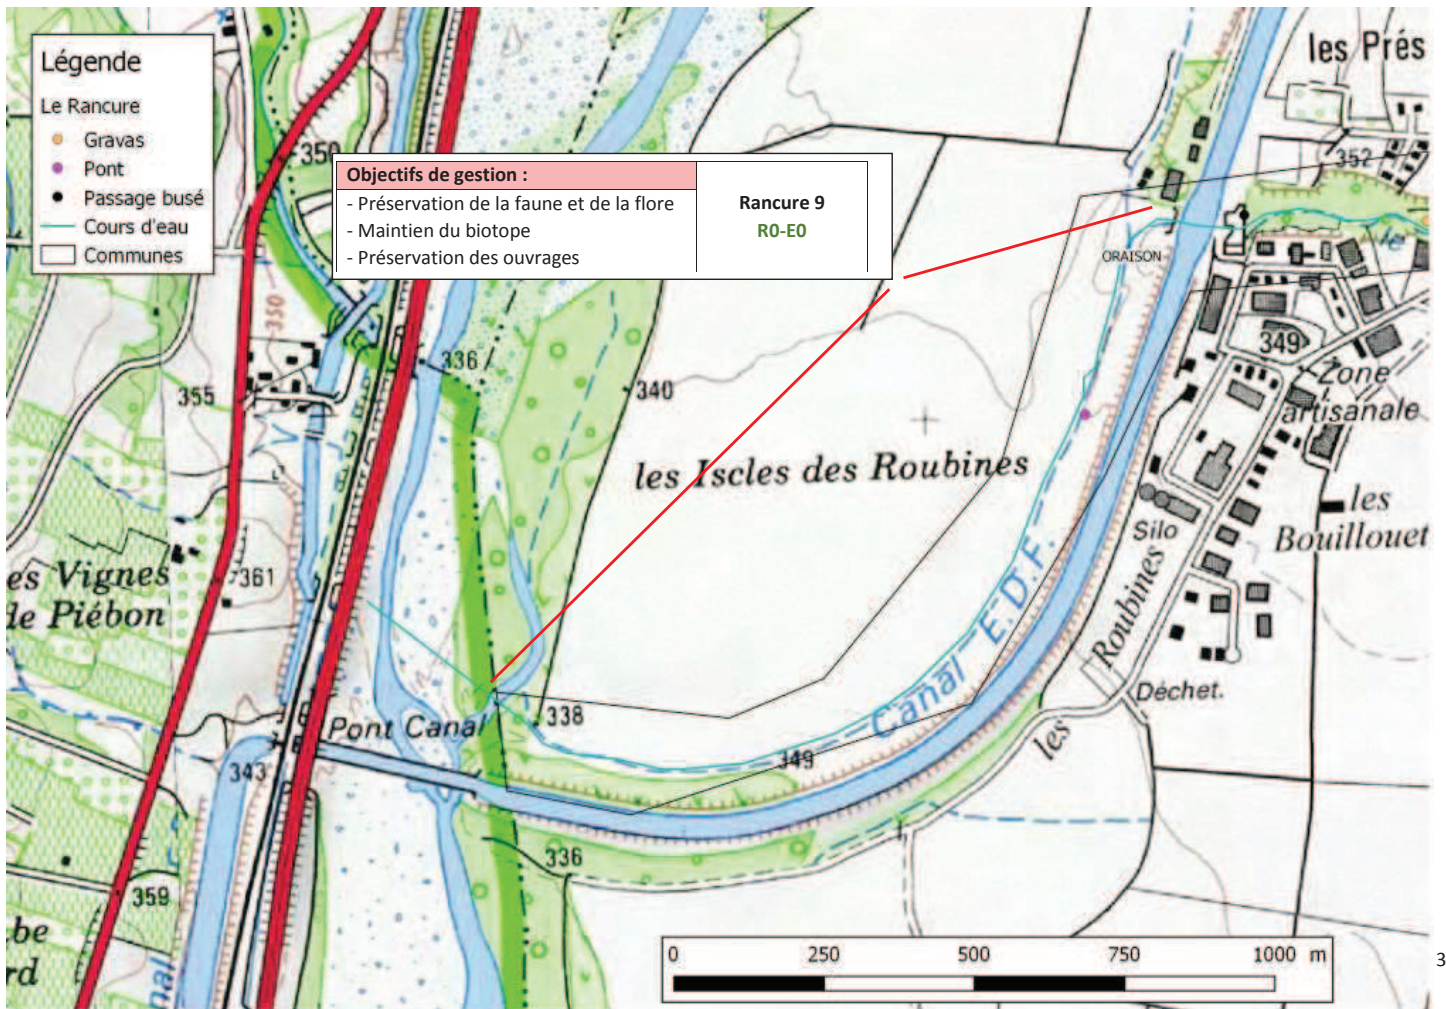 Légende
Le Rancure
Gravas
Pont
Passage busé
Cours d'eau
Communes
Objectifs de gestion :
- Préservation de la faune et de la flore
- Maintien du biotope
- Préservation des ouvrages
Rancure 9
R0-E0
les Prés
352
350
350
355
336
340
ORAISON
le
349
Zone
artisanale
les Iscles des Roubines
les
Bouillouet
Silo
es Vignes
de Piébon
361
Canal E.D.F.
les Roubines
Déchet.
Pont Canal
338
349
343
336
359
be
rd
0 250 500 750 1000 m
3